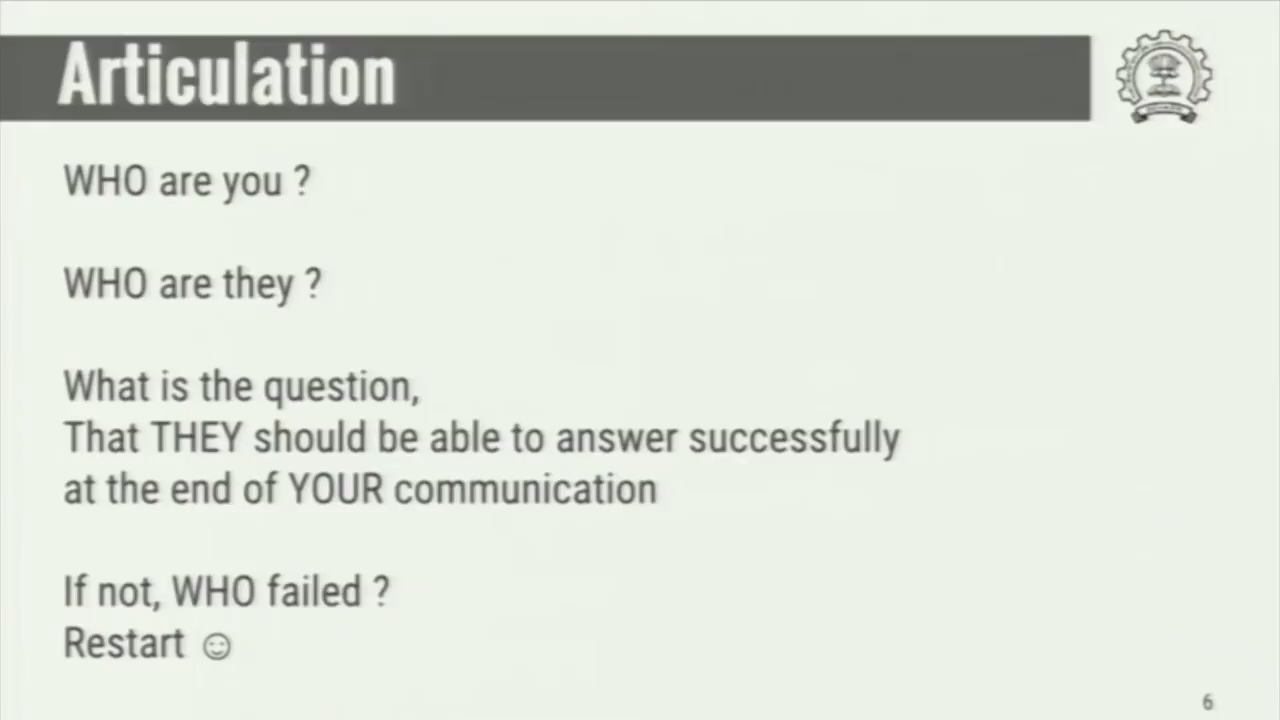 Articulation
WHO are you ?
WHO are they ?
What is the question,
That THEY should be able to answer successfully
at the end of YOUR communication
If not, WHO failed ?
Restart ☺
6